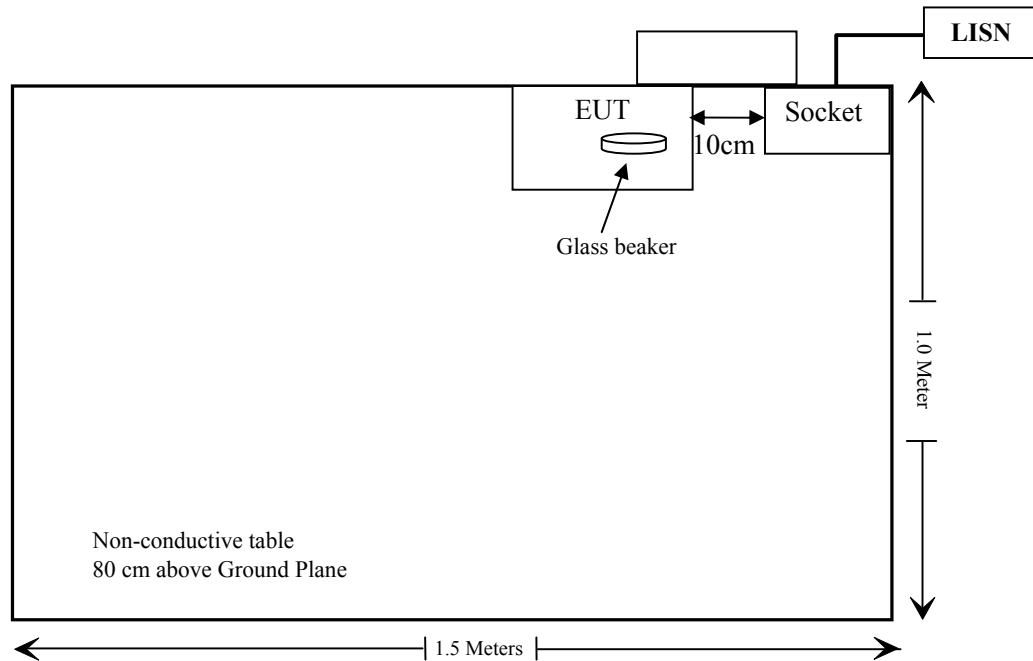 LISN
EUT
Socket
10cm
Glass beaker
1.0 Meter
Non-conductive table
80 cm above Ground Plane
1.5 Meters